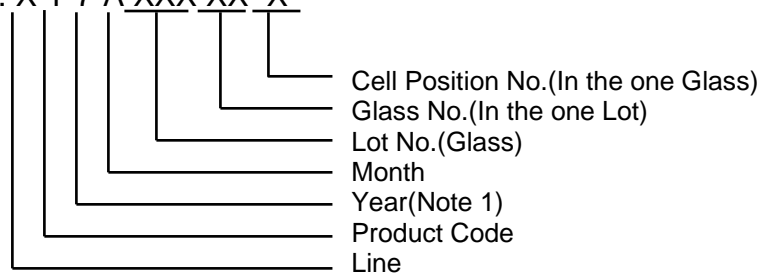 Cell Position No.(In the one Glass)
Glass No.(In the one Lot)
Lot No.(Glass)
Month
Year(Note 1)
Product Code
Line